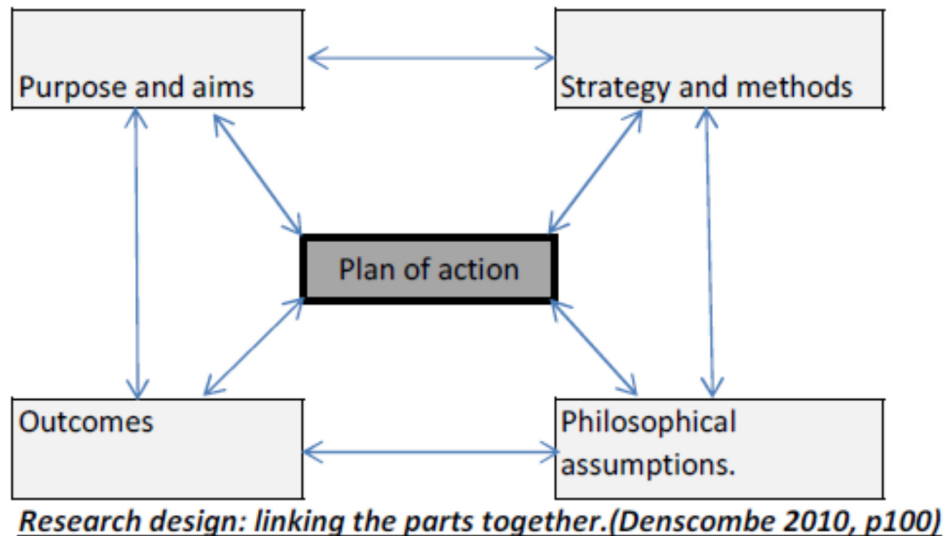 Purpose and aims
Strategy and methods
Plan of action
Outcomes
Philosophical
assumptions.
Research design: linking the parts together.(Denscombe 2010, p100)